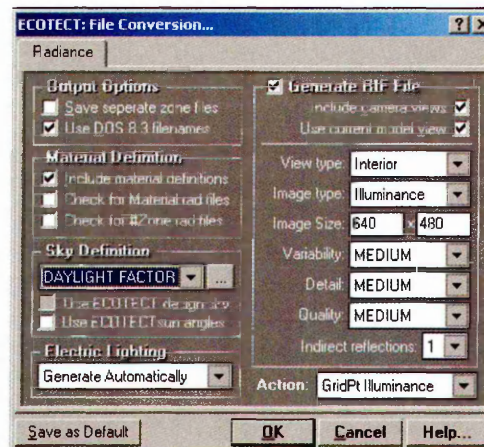 ECOTECT: File Conversion...
Radiance
Output Options
Save seperate zone files
Use DOS 8.3 filenames
Material Definition
Include material definitions
Check for Material rad files
Check for #Zone rad files
Sky Definition
DAYLIGHT FACTOR ...
Use ECOTECT design sky
Use ECOTECT sun angles
Electric Lighting
Generate Automatically
Generate RIF File
Include camera views
Use current model view
View type: Interior
Image type: Illuminance
Image Size: 640 × 480
Variability: MEDIUM
Detail: MEDIUM
Quality: MEDIUM
Indirect reflections: 1
Action: GridPt Illuminance
Save as Default OK Cancel Help...